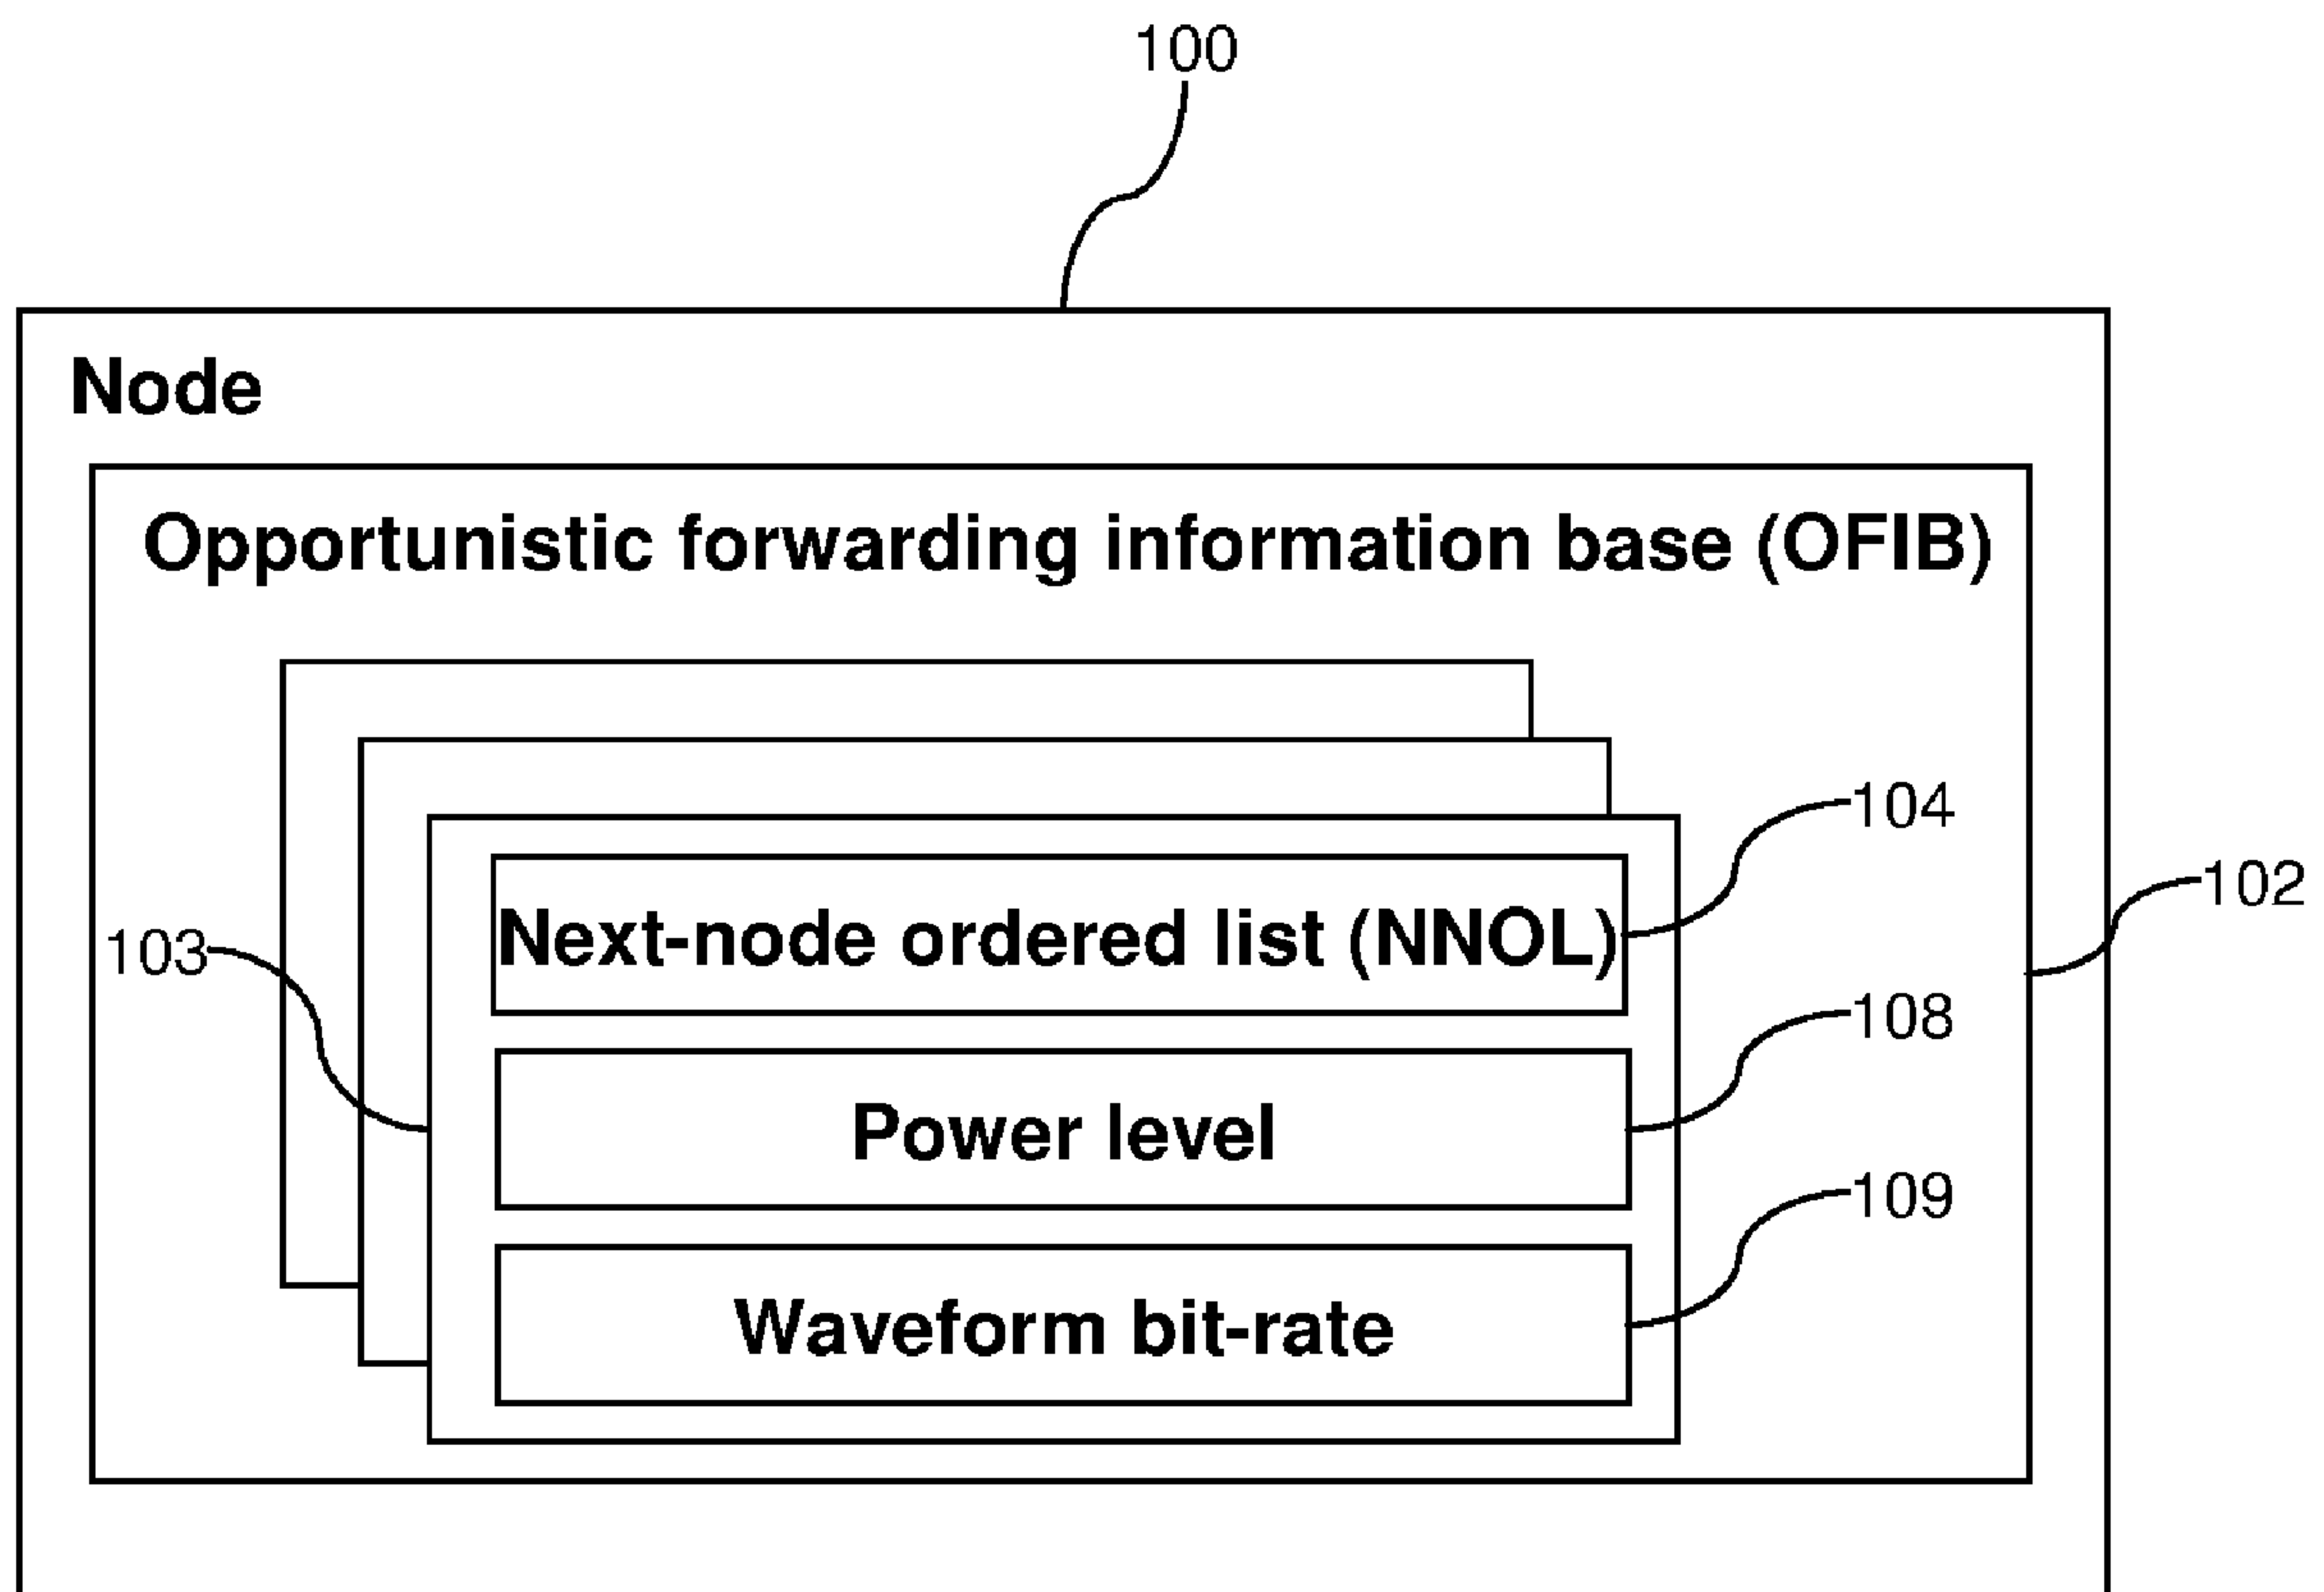 100
Node
Opportunistic forwarding information base (OFIB)
104
102
Next-node ordered list (NNOL)
103
108
Power level
109
Waveform bit-rate